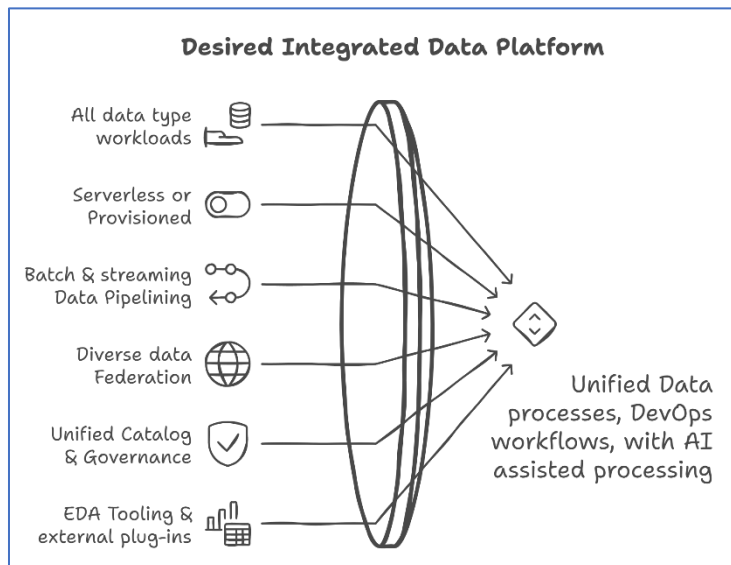 Desired Integrated Data Platform
All data type
workloads
Serverless or
Provisioned
Batch & streaming
Data Pipelining
Diverse data
Federation
Unified Catalog
& Governance
EDA Tooling &
external plug-ins
Unified Data
processes, DevOps
workflows, with AI
assisted processing